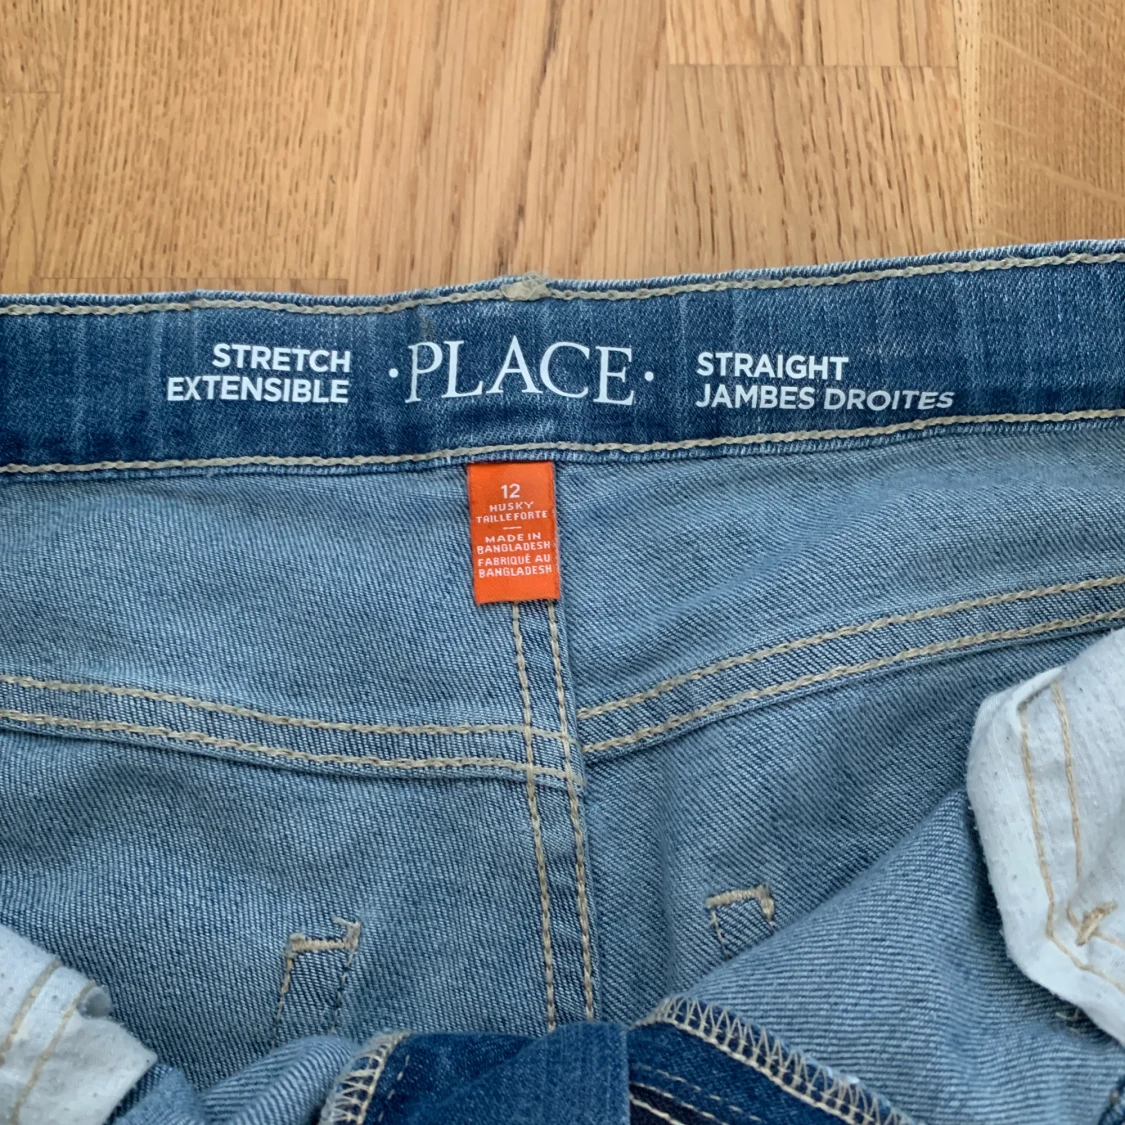 STRETCH
EXTENSIBLE
·PLACE·
STRAIGHT
JAMBES DROITES
12
HUSKY
TAILLE FORTE
MADE IN
BANGLADESH
FABRIQUÉ AU
BANGLADESH